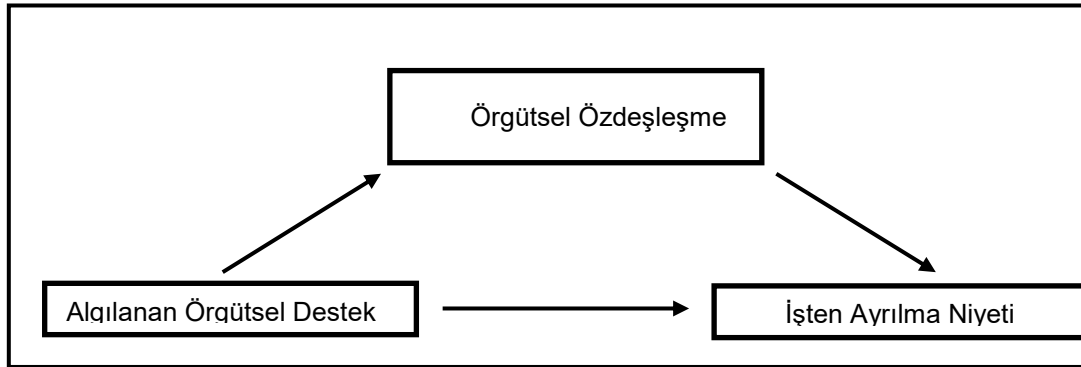 Örgütsel Özdeşleşme
Algılanan Örgütsel Destek
İşten Ayrılma Niyeti